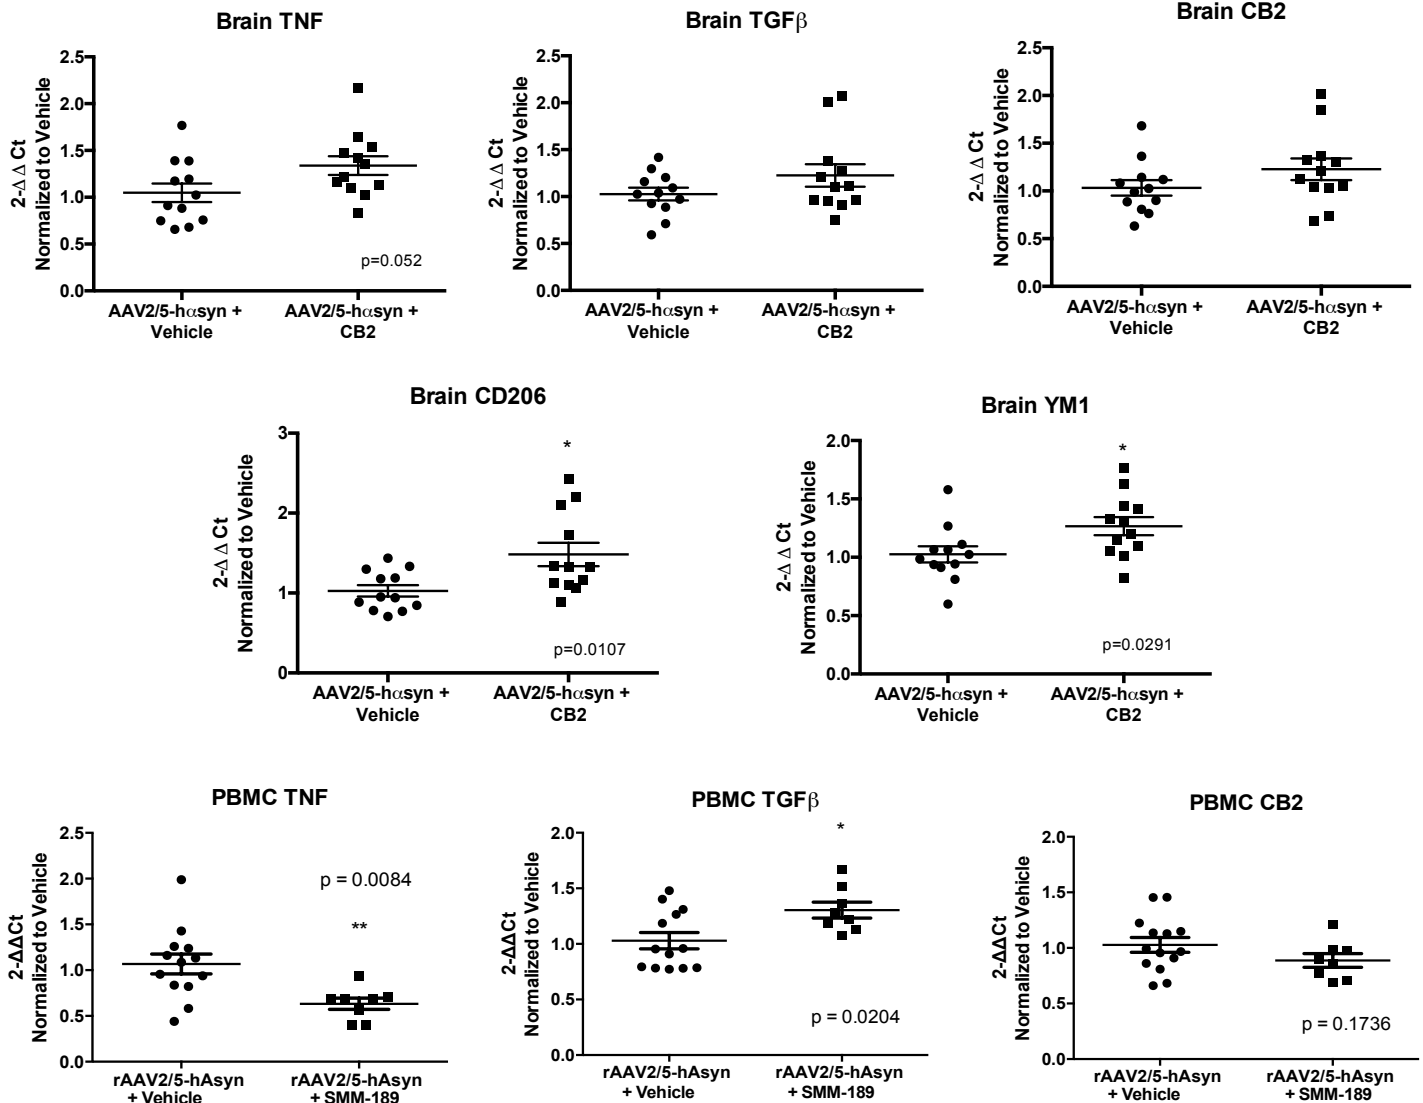 Brain TNF
2-Δ Δ Ct
Normalized to Vehicle
2.5
2.0
1.5
1.0
0.5
0.0
p=0.052
AAV2/5-hαsyn +
Vehicle
AAV2/5-hαsyn +
CB2
Brain TGFβ
2-Δ Δ Ct
Normalized to Vehicle
2.5
2.0
1.5
1.0
0.5
0.0
AAV2/5-hαsyn +
Vehicle
AAV2/5-hαsyn +
CB2
Brain CB2
2-Δ Δ Ct
Normalized to Vehicle
2.5
2.0
1.5
1.0
0.5
0.0
AAV2/5-hαsyn +
Vehicle
AAV2/5-hαsyn +
CB2
Brain CD206
2-Δ Δ Ct
Normalized to Vehicle
3
2
1
0
*
p=0.0107
AAV2/5-hαsyn +
Vehicle
AAV2/5-hαsyn +
CB2
Brain YM1
2-Δ Δ Ct
Normalized to Vehicle
2.0
1.5
1.0
0.5
0.0
*
p=0.0291
AAV2/5-hαsyn +
Vehicle
AAV2/5-hαsyn +
CB2
PBMC TNF
2-ΔΔCt
Normalized to Vehicle
2.5
2.0
1.5
1.0
0.5
0.0
p = 0.0084
**
rAAV2/5-hAsyn
+ Vehicle
rAAV2/5-hAsyn
+ SMM-189
PBMC TGFβ
2-ΔΔCt
Normalized to Vehicle
2.0
1.5
1.0
0.5
0.0
*
p = 0.0204
rAAV2/5-hAsyn
+ Vehicle
rAAV2/5-hAsyn
+ SMM-189
PBMC CB2
2-ΔΔCt
Normalized to Vehicle
2.0
1.5
1.0
0.5
0.0
p = 0.1736
rAAV2/5-hAsyn
+ Vehicle
rAAV2/5-hAsyn
+ SMM-189